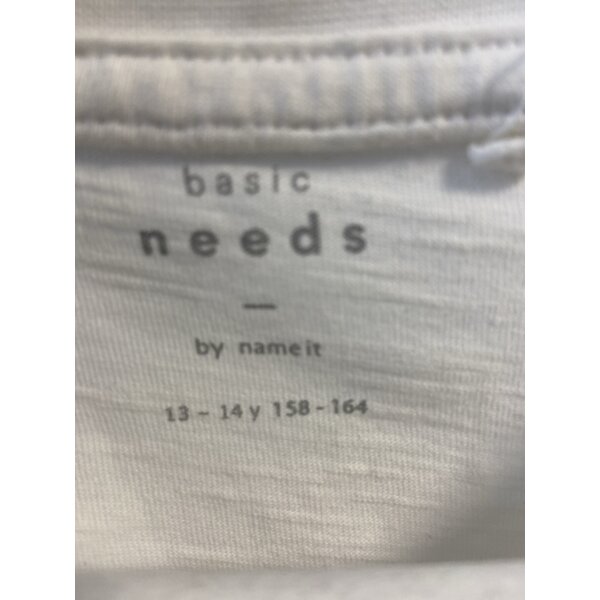 basic
needs
—
by name it
13 - 14 y 158 - 164